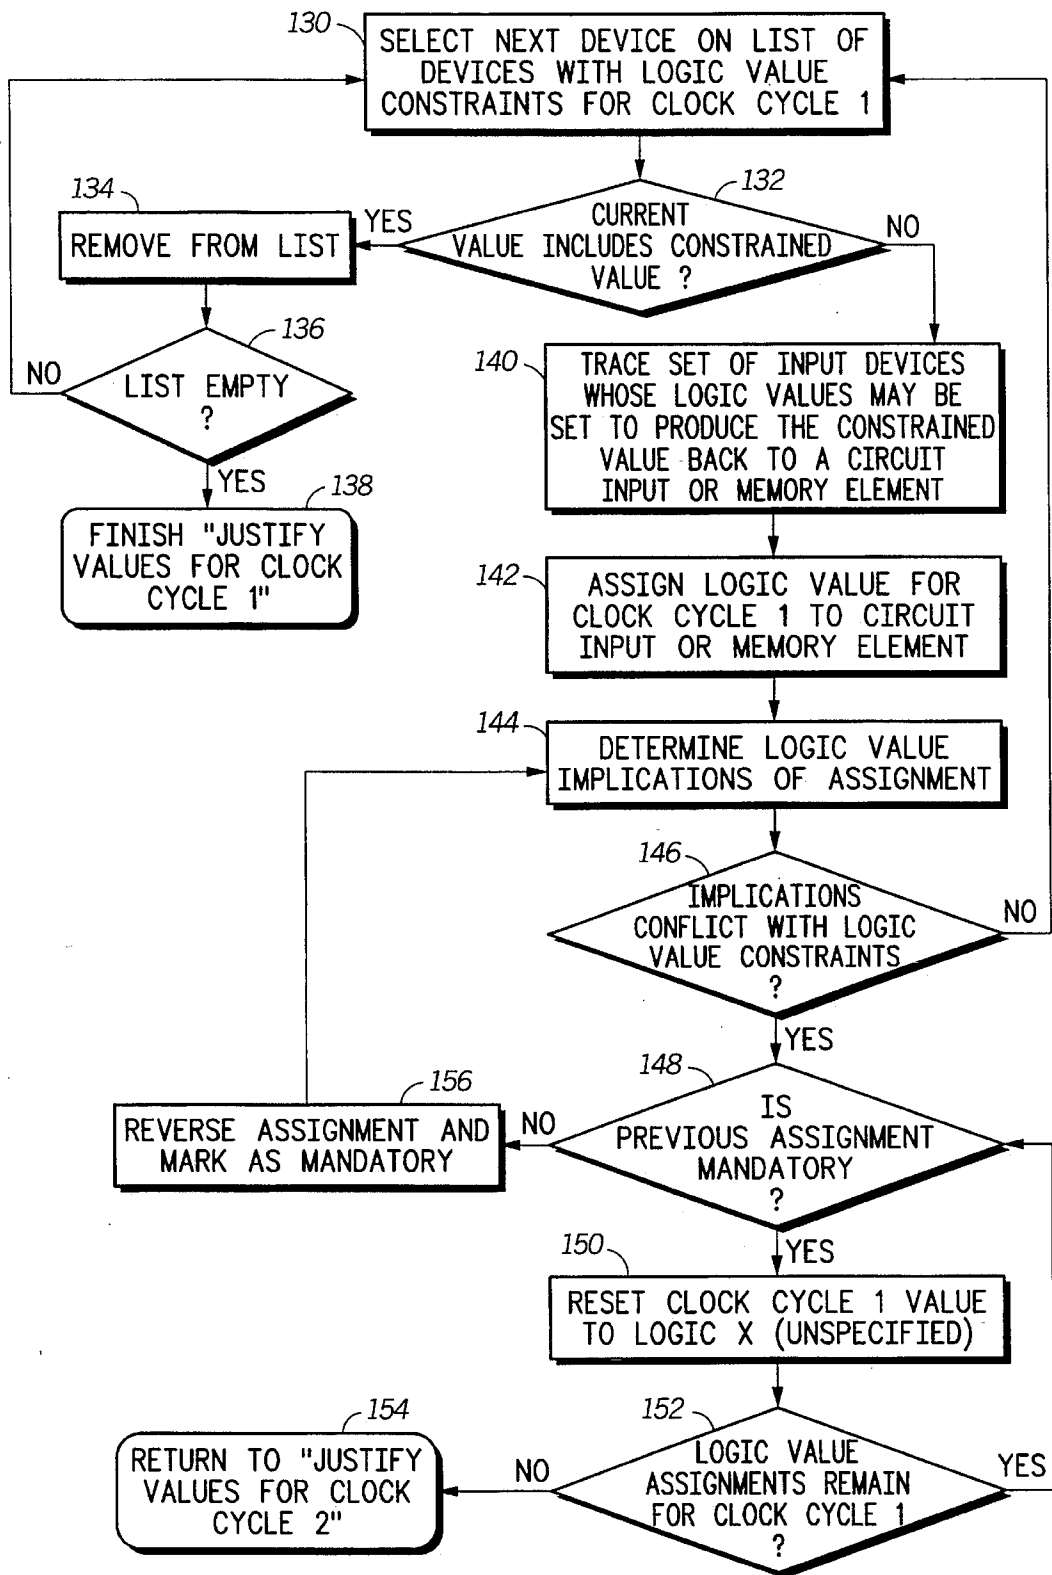 130
SELECT NEXT DEVICE ON LIST OF
DEVICES WITH LOGIC VALUE
CONSTRAINTS FOR CLOCK CYCLE 1
132
CURRENT
VALUE INCLUDES CONSTRAINED
VALUE ?
YES
NO
134
REMOVE FROM LIST
136
LIST EMPTY
?
NO
YES
138
FINISH "JUSTIFY
VALUES FOR CLOCK
CYCLE 1"
140
TRACE SET OF INPUT DEVICES
WHOSE LOGIC VALUES MAY BE
SET TO PRODUCE THE CONSTRAINED
VALUE BACK TO A CIRCUIT
INPUT OR MEMORY ELEMENT
142
ASSIGN LOGIC VALUE FOR
CLOCK CYCLE 1 TO CIRCUIT
INPUT OR MEMORY ELEMENT
144
DETERMINE LOGIC VALUE
IMPLICATIONS OF ASSIGNMENT
146
IMPLICATIONS
CONFLICT WITH LOGIC
VALUE CONSTRAINTS
?
NO
YES
148
IS
PREVIOUS ASSIGNMENT
MANDATORY
?
NO
YES
156
REVERSE ASSIGNMENT AND
MARK AS MANDATORY
150
RESET CLOCK CYCLE 1 VALUE
TO LOGIC X (UNSPECIFIED)
152
LOGIC VALUE
ASSIGNMENTS REMAIN
FOR CLOCK CYCLE 1
?
NO
YES
154
RETURN TO "JUSTIFY
VALUES FOR CLOCK
CYCLE 2"